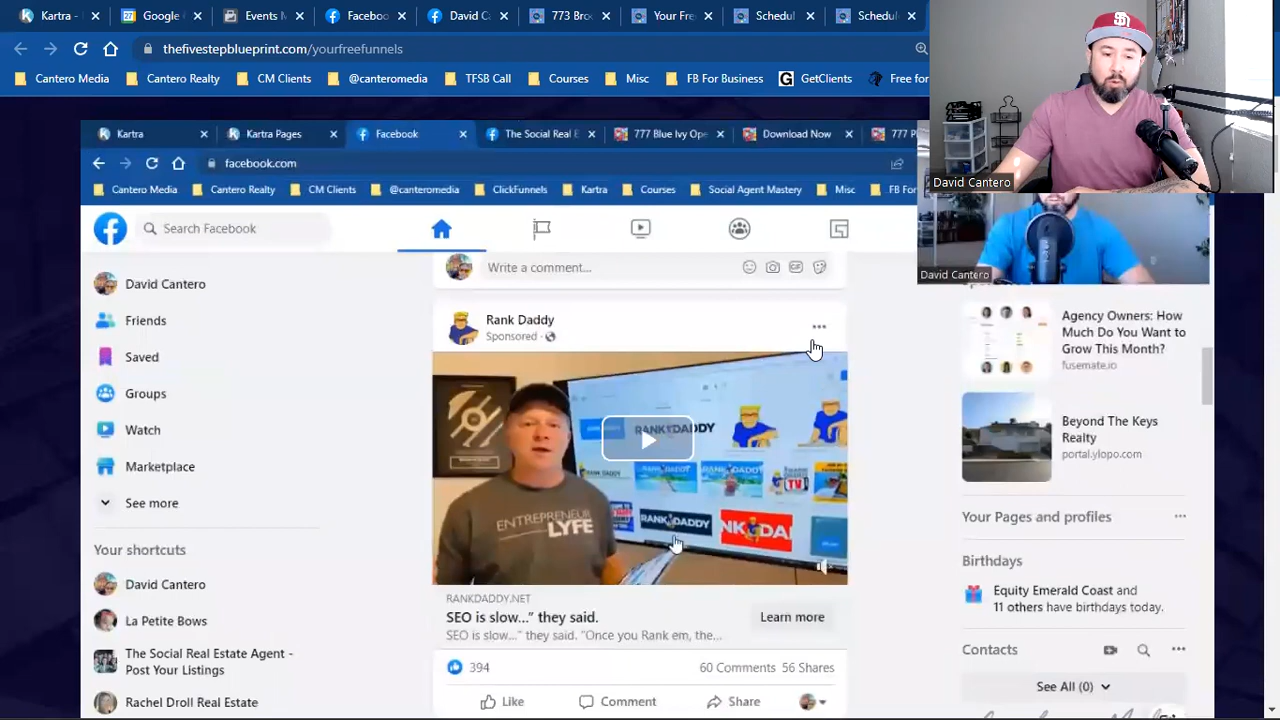 Kartra -
Google
Events M
Facebo
David C
773 Bro
Your Fre
Schedul
Schedul
thefivestepblueprint.com/yourfreefunnels
Cantero Media
Cantero Realty
CM Clients
@canteromedia
TFSB Call
Courses
Misc
FB For Business
GetClients
Free for
David Cantero
Kartra
Kartra Pages
Facebook
The Social Real E
777 Blue Ivy Ope
Download Now
777 P
facebook.com
Cantero Media
Cantero Realty
CM Clients
@canteromedia
ClickFunnels
Kartra
Courses
Social Agent Mastery
Misc
FB
Search Facebook
David Cantero
David Cantero
Friends
Saved
Groups
Watch
Marketplace
See more
Your shortcuts
David Cantero
La Petite Bows
The Social Real Estate Agent -
Post Your Listings
Rachel Droll Real Estate
Write a comment...
GIF
Rank Daddy
Sponsored ·
RANKDADDY
ENTREPRENEUR
LYFE
RANK DADDY
TV
RANKDADDY.NET
SEO is slow..." they said.
SEO is slow..." they said. "Once you Rank em, the...
Learn more
394
60 Comments 56 Shares
Like
Comment
Share
Agency Owners: How
Much Do You Want to
Grow This Month?
fusemate.io
Beyond The Keys
Realty
portal.ylopo.com
Your Pages and profiles
Birthdays
Equity Emerald Coast and
11 others have birthdays today.
Contacts
See All (0)